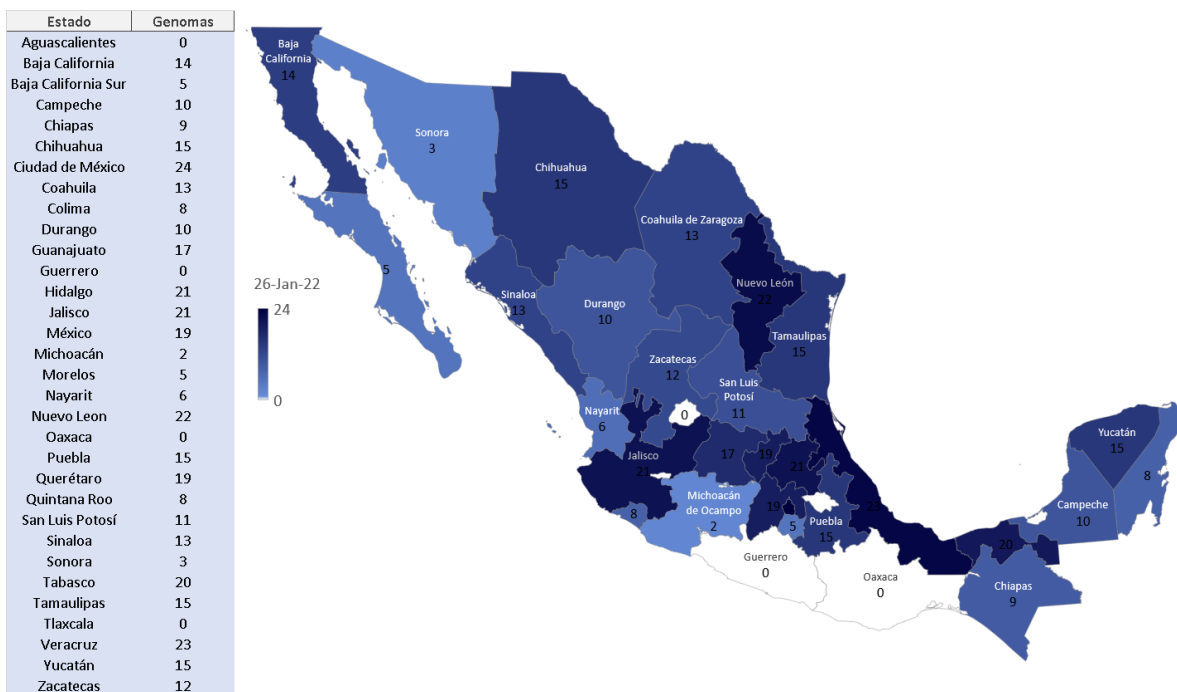 Estado Genomas
Aguascalientes 0
Baja California 14
Baja California Sur 5
Campeche 10
Chiapas 9
Chihuahua 15
Ciudad de México 24
Coahuila 13
Colima 8
Durango 10
Guanajuato 17
Guerrero 0
Hidalgo 21
Jalisco 21
México 19
Michoacán 2
Morelos 5
Nayarit 6
Nuevo Leon 22
Oaxaca 0
Puebla 15
Querétaro 19
Quintana Roo 8
San Luis Potosí 11
Sinaloa 13
Sonora 3
Tabasco 20
Tamaulipas 15
Tlaxcala 0
Veracruz 23
Yucatán 15
Zacatecas 12
26-Jan-22
24
0
Baja
California
14
Sonora
3
Chihuahua
15
Coahuila de Zaragoza
13
5
Nuevo León
22
Sinaloa
13
Durango
10
Tamaulipas
15
Zacatecas
12
San Luis
Potosí
11
Nayarit
6
0
Jalisco
21
17
19
21
Yucatán
15
8
Michoacán
de Ocampo
2
8
19
5
Puebla
15
23
Campeche
10
20
Guerrero
0
Oaxaca
0
Chiapas
9